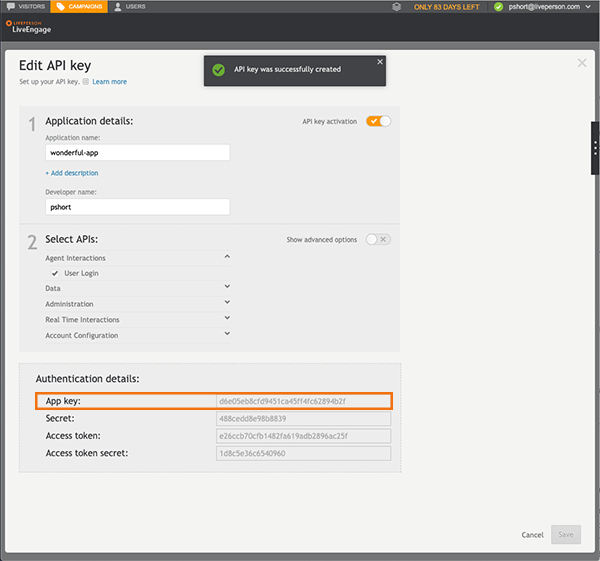 VISITORS CAMPAIGNS USERS ONLY 83 DAYS LEFT pshort@liveperson.com
LIVEPERSON
LiveEngage
Edit API key
API key was successfully created
Set up your API key. Learn more
1 Application details: API key activation
Application name:
wonderful-app
+ Add description
Developer name:
pshort
2 Select APIs: Show advanced options
Agent Interactions
User Login
Data
Administration
Real Time Interactions
Account Configuration
Authentication details:
App key: d6e05eb8cfd9451ca45ff4fc62894b2f
Secret: 488cedd8e98b8839
Access token: e26ccb70cfb1482fa619adb2896ac25f
Access token secret: 1d8c5e36c6540960
Cancel Save